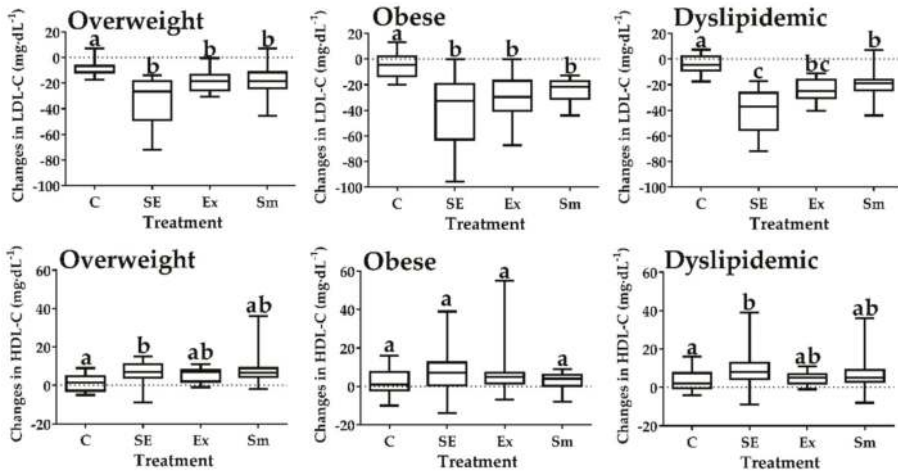 Overweight
Changes in LDL-C (mg·dL⁻¹)
20
0
-20
-40
-60
-80
-100
a b b b
C SE Ex Sm
Treatment
Obese
Changes in LDL-C (mg·dL⁻¹)
20
0
-20
-40
-60
-80
-100
a b b b
C SE Ex Sm
Treatment
Dyslipidemic
Changes in LDL-C (mg·dL⁻¹)
20
0
-20
-40
-60
-80
-100
a c bc b
C SE Ex Sm
Treatment
Overweight
Changes in HDL-C (mg·dL⁻¹)
60
40
20
0
-20
a b ab ab
C SE Ex Sm
Treatment
Obese
Changes in HDL-C (mg·dL⁻¹)
60
40
20
0
-20
a a a a
C SE Ex Sm
Treatment
Dyslipidemic
Changes in HDL-C (mg·dL⁻¹)
60
40
20
0
-20
a b ab ab
C SE Ex Sm
Treatment